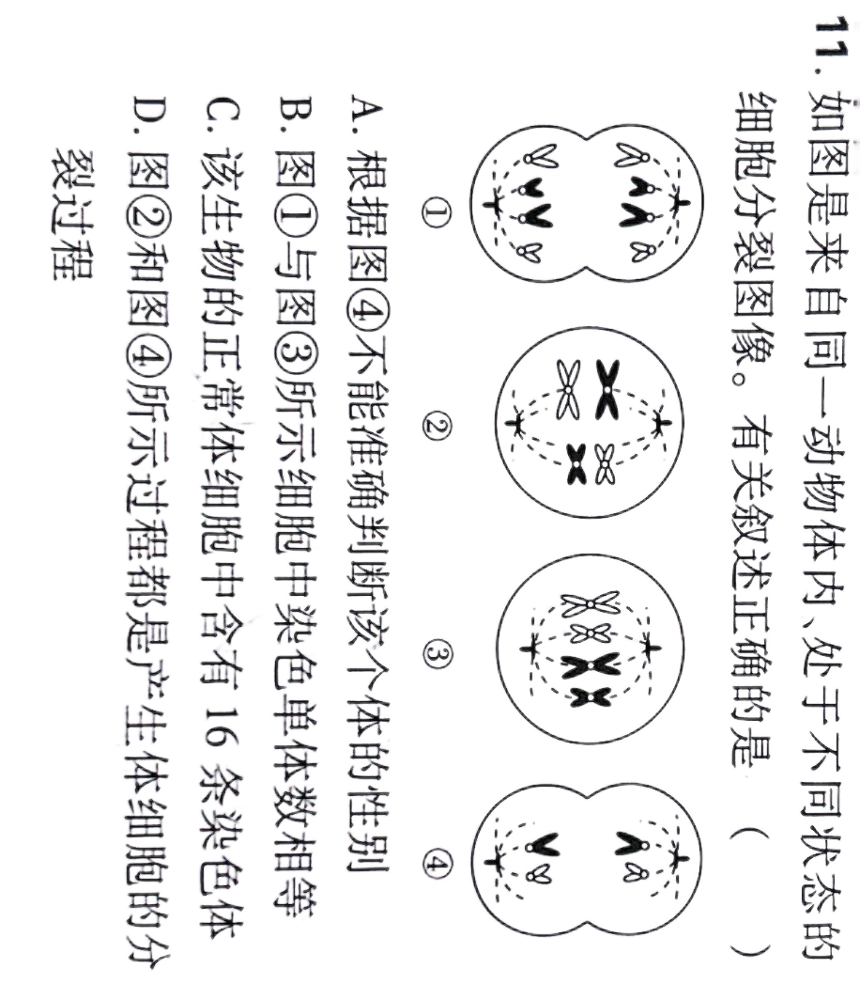 11. 如图是来自同一动物体内、处于不同状态的
细胞分裂图像。有关叙述正确的是 ( )
① ② ③ ④
A. 根据图④不能准确判断该个体的性别
B. 图①与图③所示细胞中染色单体数相等
C. 该生物的正常体细胞中含有 16 条染色体
D. 图②和图④所示过程都是产生体细胞的分
裂过程